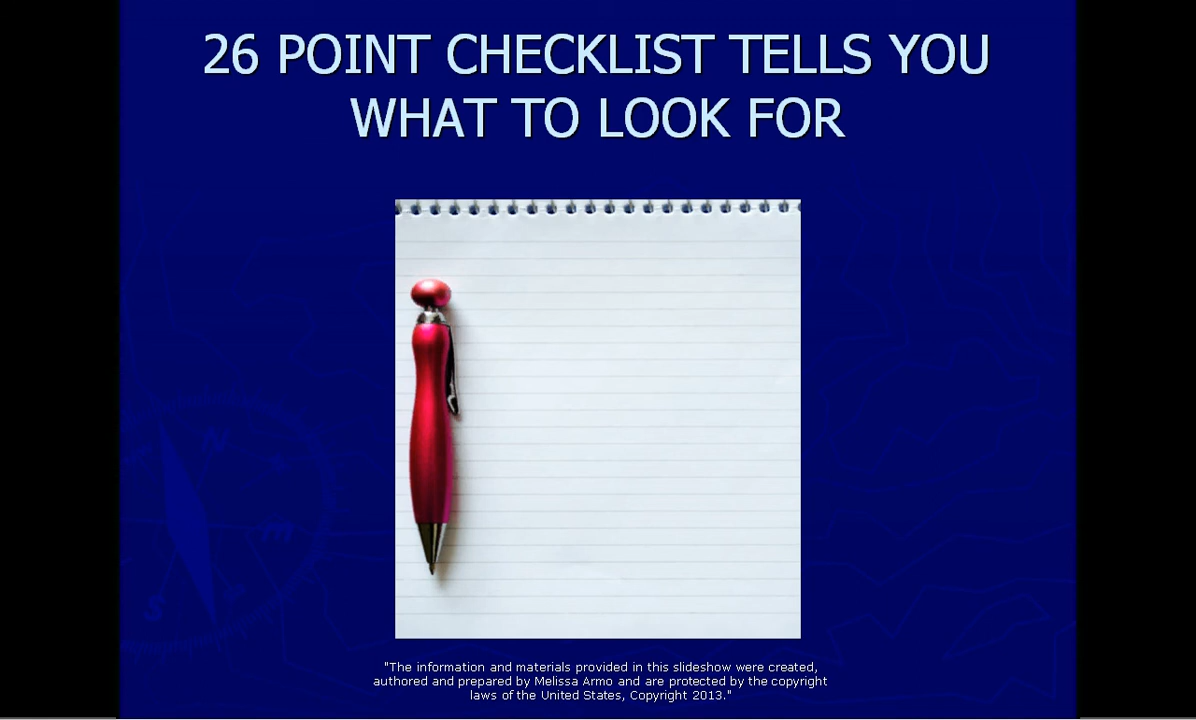 26 POINT CHECKLIST TELLS YOU
WHAT TO LOOK FOR
N
S
"The information and materials provided in this slideshow were created,
authored and prepared by Melissa Armo and are protected by the copyright
laws of the United States, Copyright 2013."